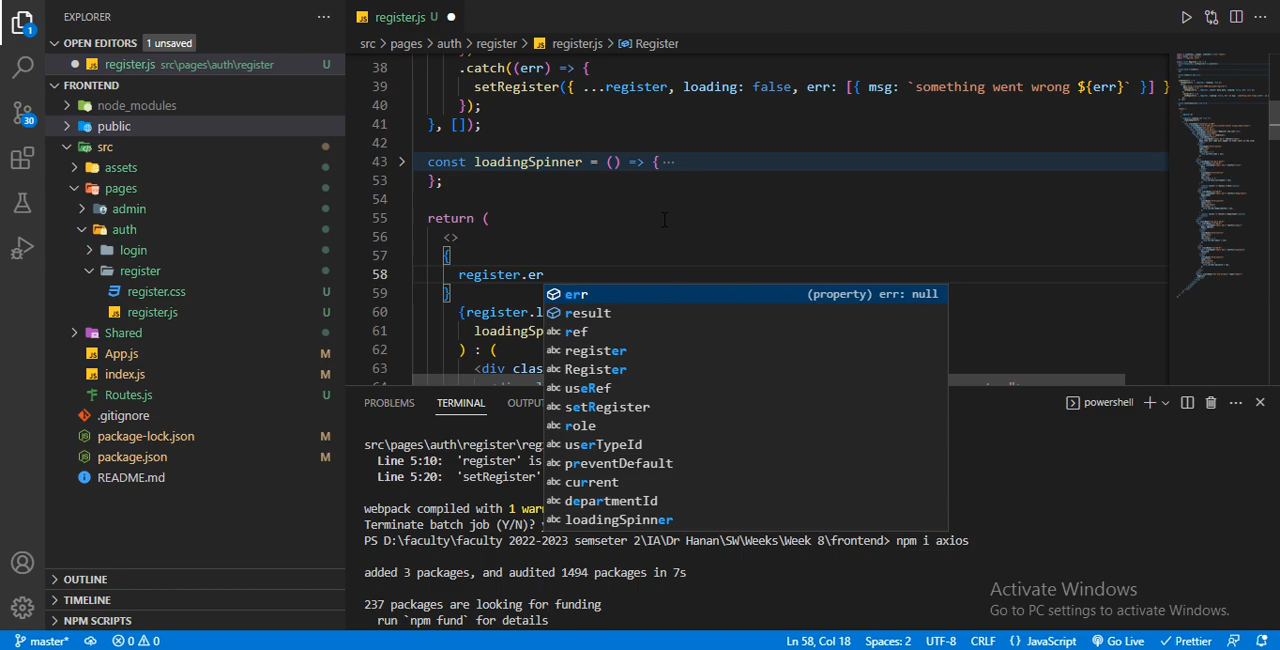 EXPLORER
register.js U
OPEN EDITORS 1 unsaved
register.js src\pages\auth\register U
FRONTEND
node_modules
public
src
assets
pages
admin
auth
login
register
register.css U
register.js U
Shared
App.js M
index.js M
Routes.js U
.gitignore
package-lock.json M
package.json M
README.md
OUTLINE
TIMELINE
NPM SCRIPTS
src > pages > auth > register > register.js > Register
38 .catch((err) => {
39 setRegister({ ...register, loading: false, err: [{ msg: `something went wrong ${err}` }] }
40 });
41 }, []);
42
43 const loadingSpinner = () => {
53 };
54
55 return (
56 <>
57 {
58 register.er
59 }
60 {register.l
61 loadingSp
62 ) : (
63 <div clas
err (property) err: null
result
ref
register
Register
useRef
setRegister
role
userTypeId
preventDefault
current
departmentId
loadingSpinner
PROBLEMS TERMINAL OUTPU powershell
src\pages\auth\register\reg
Line 5:10: 'register' is
Line 5:20: 'setRegister'
webpack compiled with 1 warn
Terminate batch job (Y/N)?
PS D:\faculty\faculty 2022-2023 semseter 2\IA\Dr Hanan\SW\Weeks\Week 8\frontend> npm i axios
added 3 packages, and audited 1494 packages in 7s
237 packages are looking for funding
run `npm fund` for details
Activate Windows
Go to PC settings to activate Windows.
master* 0 0 Ln 58, Col 18 Spaces: 2 UTF-8 CRLF {} JavaScript Go Live Prettier
1
30